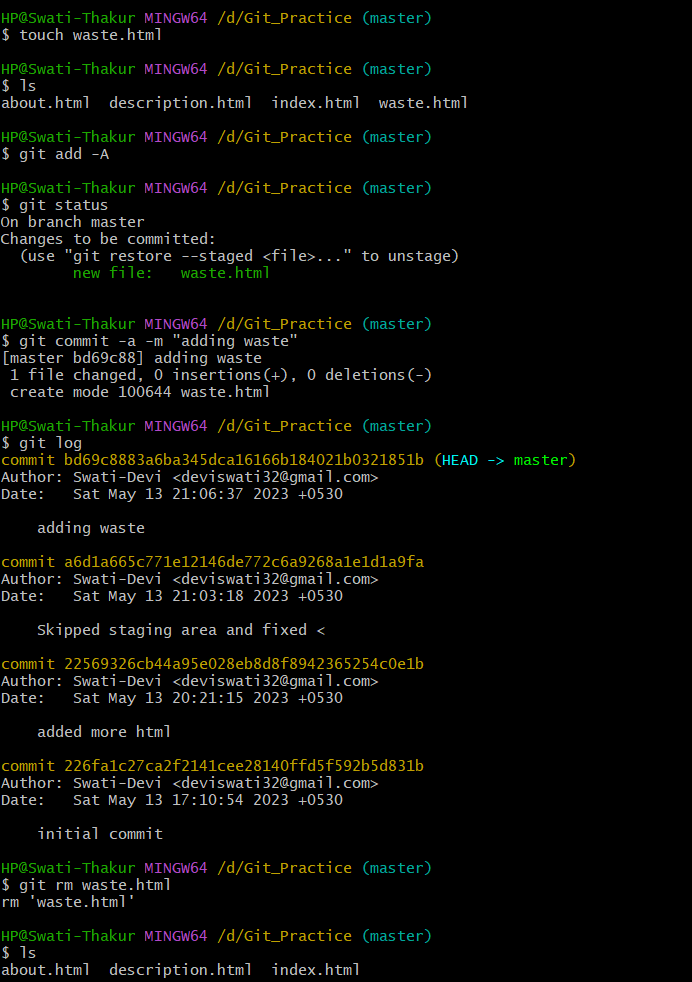 HP@Swati-Thakur MINGW64 /d/Git_Practice (master)
$ touch waste.html
HP@Swati-Thakur MINGW64 /d/Git_Practice (master)
$ ls
about.html  description.html  index.html  waste.html
HP@Swati-Thakur MINGW64 /d/Git_Practice (master)
$ git add -A
HP@Swati-Thakur MINGW64 /d/Git_Practice (master)
$ git status
On branch master
Changes to be committed:
  (use "git restore --staged <file>..." to unstage)
        new file:   waste.html
HP@Swati-Thakur MINGW64 /d/Git_Practice (master)
$ git commit -a -m "adding waste"
[master bd69c88] adding waste
 1 file changed, 0 insertions(+), 0 deletions(-)
 create mode 100644 waste.html
HP@Swati-Thakur MINGW64 /d/Git_Practice (master)
$ git log
commit bd69c8883a6ba345dca16166b184021b0321851b (HEAD -> master)
Author: Swati-Devi <deviswati32@gmail.com>
Date:   Sat May 13 21:06:37 2023 +0530
    adding waste
commit a6d1a665c771e12146de772c6a9268a1e1d1a9fa
Author: Swati-Devi <deviswati32@gmail.com>
Date:   Sat May 13 21:03:18 2023 +0530
    Skipped staging area and fixed <
commit 22569326cb44a95e028eb8d8f8942365254c0e1b
Author: Swati-Devi <deviswati32@gmail.com>
Date:   Sat May 13 20:21:15 2023 +0530
    added more html
commit 226fa1c27ca2f2141cee28140ffd5f592b5d831b
Author: Swati-Devi <deviswati32@gmail.com>
Date:   Sat May 13 17:10:54 2023 +0530
    initial commit
HP@Swati-Thakur MINGW64 /d/Git_Practice (master)
$ git rm waste.html
rm 'waste.html'
HP@Swati-Thakur MINGW64 /d/Git_Practice (master)
$ ls
about.html  description.html  index.html